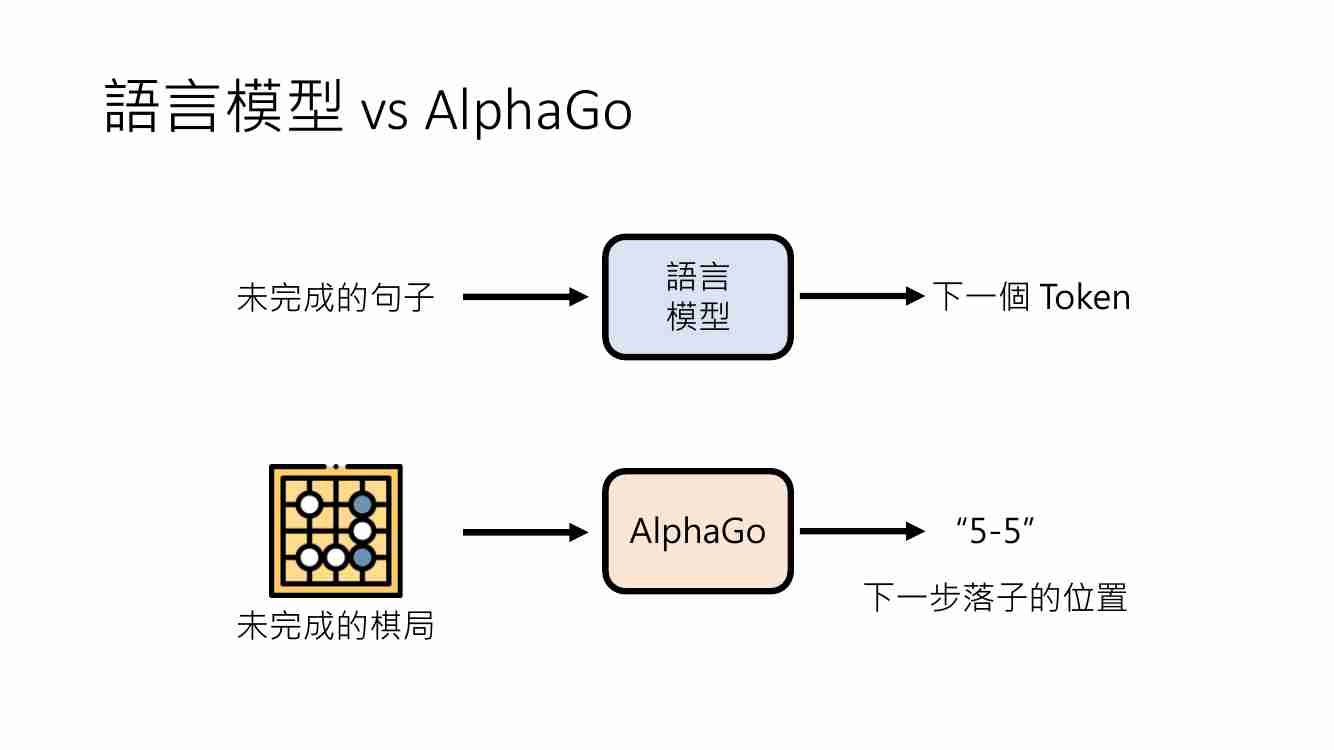 語言模型 vs AlphaGo
未完成的句子
語言
模型
下一個 Token
AlphaGo
“5-5”
下一步落子的位置
未完成的棋局